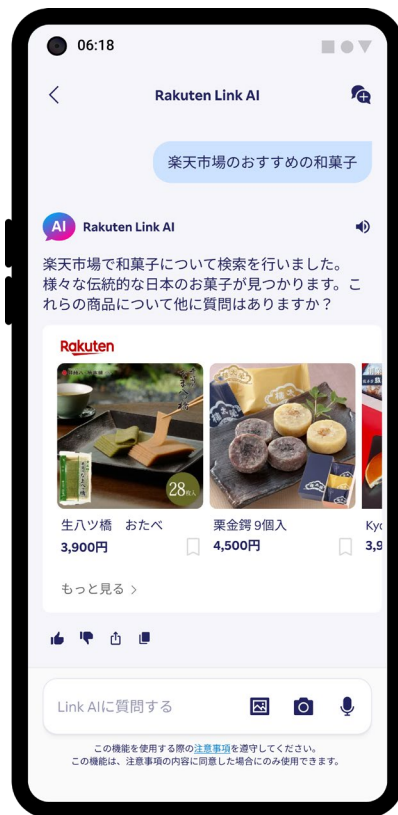 06:18
Rakuten Link AI
楽天市場のおすすめの和菓子
AI
Rakuten Link AI
楽天市場で和菓子について検索を行いました。
様々な伝統的な日本のお菓子が見つかります。こ
れらの商品について他に質問はありますか？
Rakuten
28枚入
生八ツ橋　おたべ
3,900円
栗金鍔 9個入
4,500円
Kyo
3,9
もっと見る
Link AIに質問する
この機能を使用する際の注意事項を遵守してください。
この機能は、注意事項の内容に同意した場合にのみ使用できます。